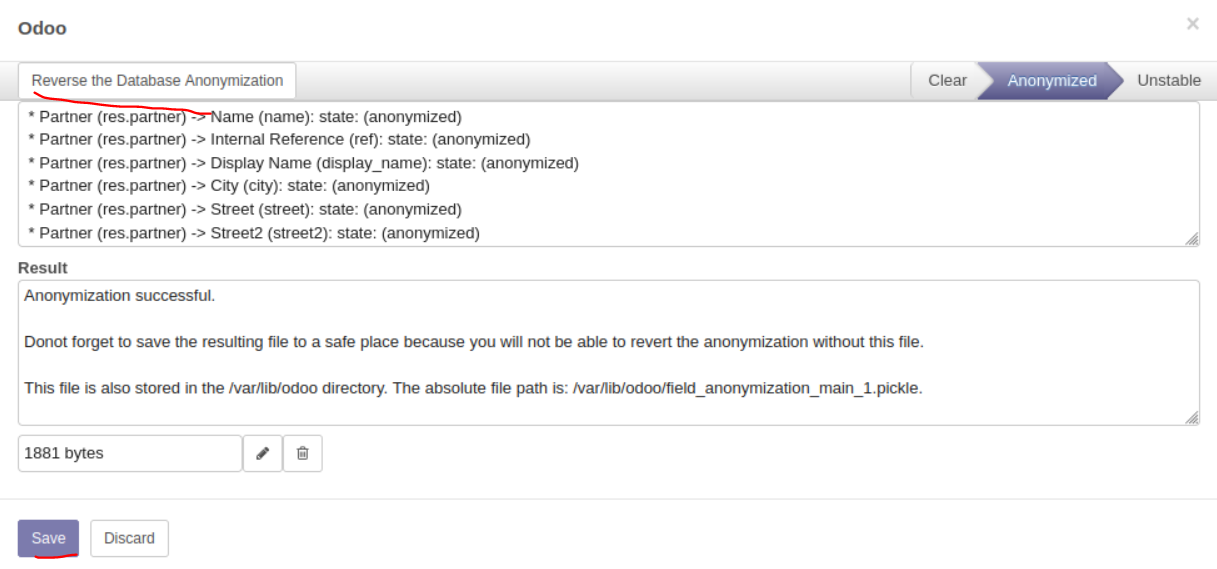 Odoo
×
Reverse the Database Anonymization
Clear
Anonymized
Unstable
* Partner (res.partner) -> Name (name): state: (anonymized)
* Partner (res.partner) -> Internal Reference (ref): state: (anonymized)
* Partner (res.partner) -> Display Name (display_name): state: (anonymized)
* Partner (res.partner) -> City (city): state: (anonymized)
* Partner (res.partner) -> Street (street): state: (anonymized)
* Partner (res.partner) -> Street2 (street2): state: (anonymized)
Result
Anonymization successful.
Donot forget to save the resulting file to a safe place because you will not be able to revert the anonymization without this file.
This file is also stored in the /var/lib/odoo directory. The absolute file path is: /var/lib/odoo/field_anonymization_main_1.pickle.
1881 bytes
Save
Discard